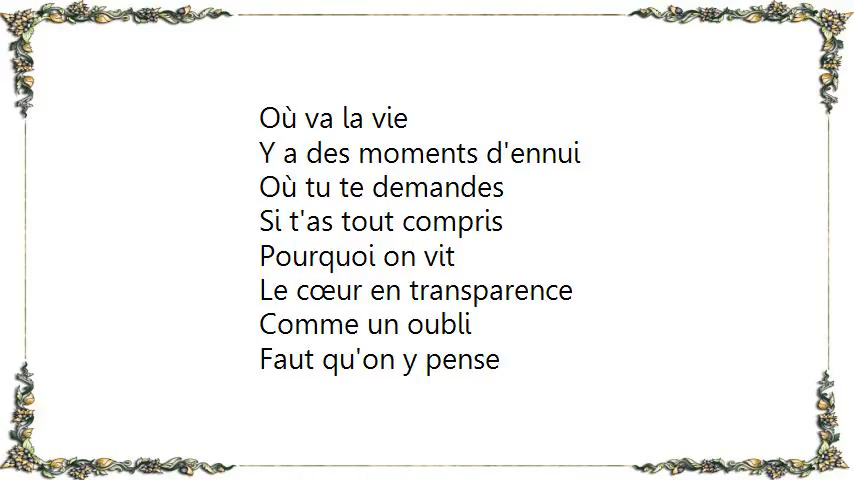 Où va la vie
Y a des moments d'ennui
Où tu te demandes
Si t'as tout compris
Pourquoi on vit
Le cœur en transparence
Comme un oubli
Faut qu'on y pense